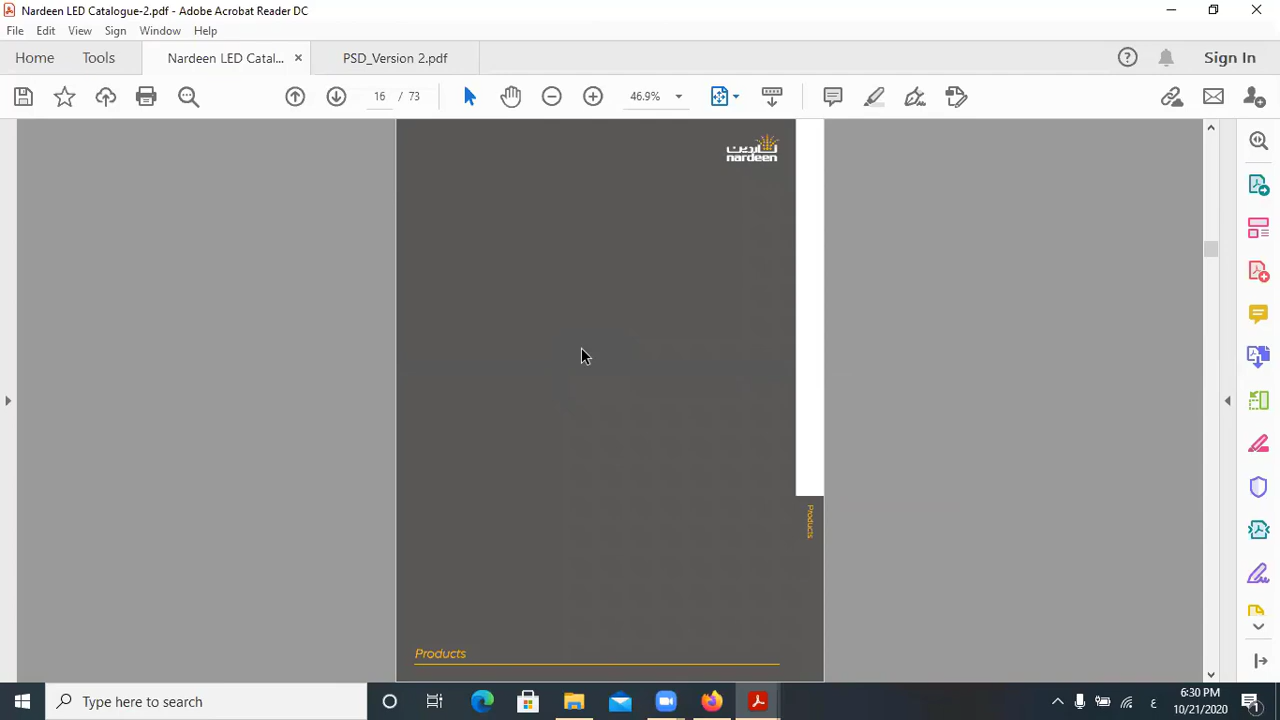 Nardeen LED Catalogue-2.pdf - Adobe Acrobat Reader DC
File Edit View Sign Window Help
Home Tools Nardeen LED Catal... × PSD_Version 2.pdf Sign In
16 / 73 46.9%
ناردين
nardeen
Products
Products
Type here to search
ع
6:30 PM
10/21/2020
1